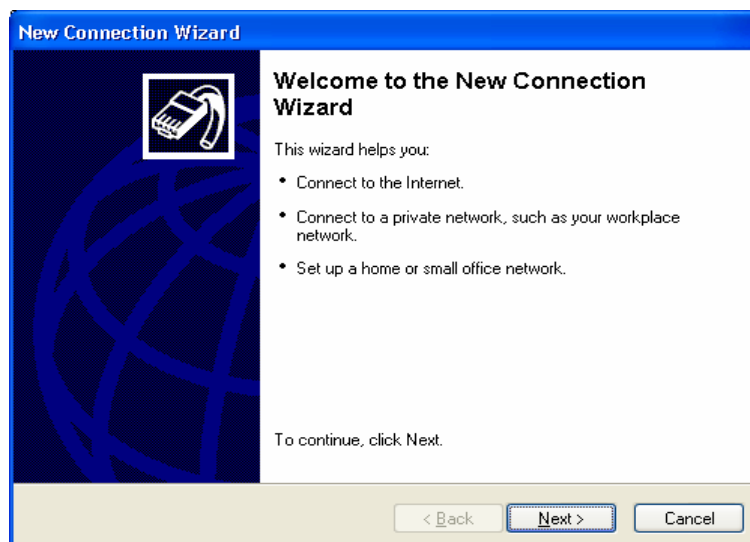 New Connection Wizard
Welcome to the New Connection
Wizard
This wizard helps you:
• Connect to the Internet.
• Connect to a private network, such as your workplace
network.
• Set up a home or small office network.
To continue, click Next.
< Back
Next >
Cancel